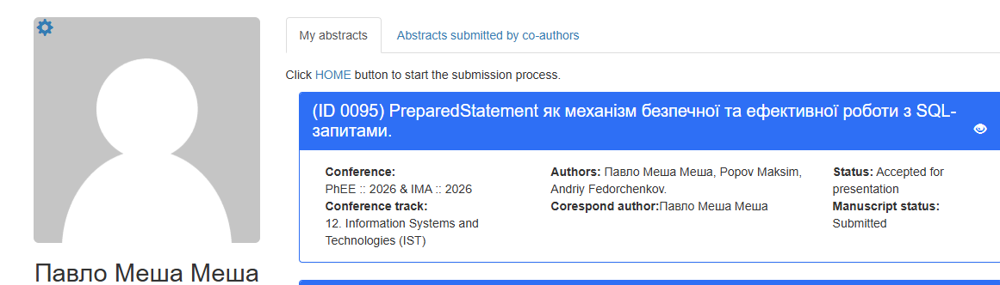 My abstracts
Abstracts submitted by co-authors
Click HOME button to start the submission process.
(ID 0095) PreparedStatement як механізм безпечної та ефективної роботи з SQL-
запитами.
Conference:
PhEE :: 2026 & IMA :: 2026
Conference track:
12. Information Systems and
Technologies (IST)
Authors: Павло Меша Меша, Popov Maksim,
Andriy Fedorchenkov.
Corespond author:Павло Меша Меша
Status: Accepted for
presentation
Manuscript status:
Submitted
Павло Меша Меша